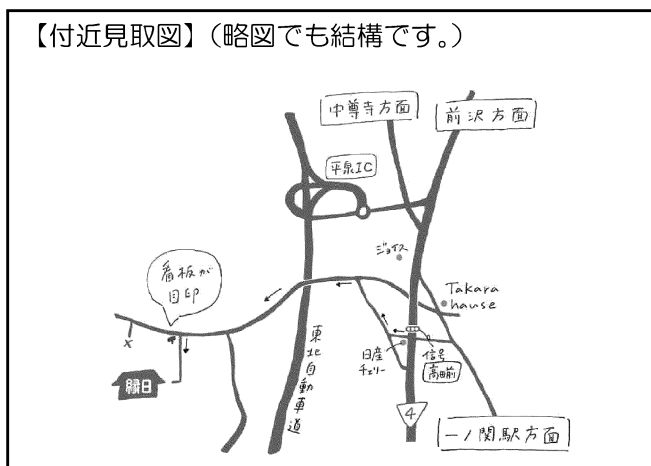 【付近見取図】（略図でも結構です。）
中尊寺方面
前沢方面
平泉IC
ジョイス
看板が
目印
Takara
hause
x
東北自動車道
日産
チェリー
信号
高田前
縁日
4
一ノ関駅方面